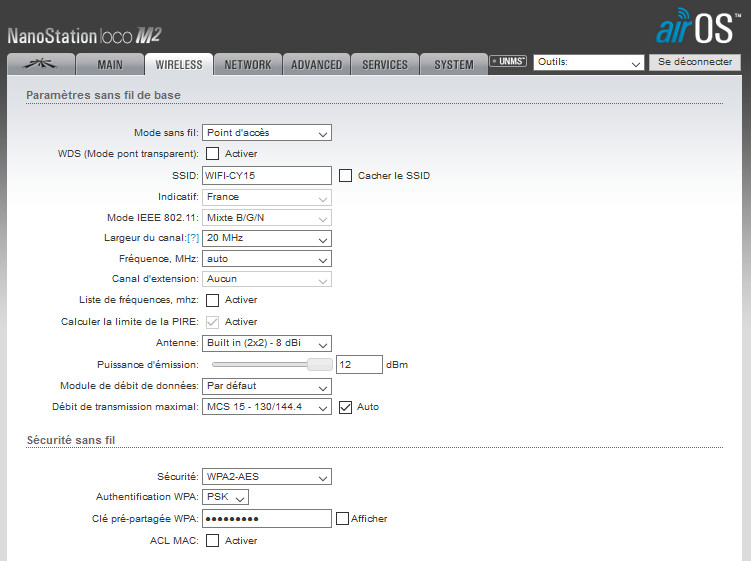 NanoStation loco M2
airOS™
MAIN WIRELESS NETWORK ADVANCED SERVICES SYSTEM UNMS™ Outils: Se déconnecter
Paramètres sans fil de base
Mode sans fil: Point d'accès
WDS (Mode pont transparent): Activer
SSID: WIFI-CY15 Cacher le SSID
Indicatif: France
Mode IEEE 802.11: Mixte B/G/N
Largeur du canal:[?] 20 MHz
Fréquence, MHz: auto
Canal d'extension: Aucun
Liste de fréquences, mhz: Activer
Calculer la limite de la PIRE: Activer
Antenne: Built in (2x2) - 8 dBi
Puissance d'émission: 12 dBm
Module de débit de données: Par défaut
Débit de transmission maximal: MCS 15 - 130/144.4 Auto
Sécurité sans fil
Sécurité: WPA2-AES
Authentification WPA: PSK
Clé pré-partagée WPA: ●●●●●●●●● Afficher
ACL MAC: Activer